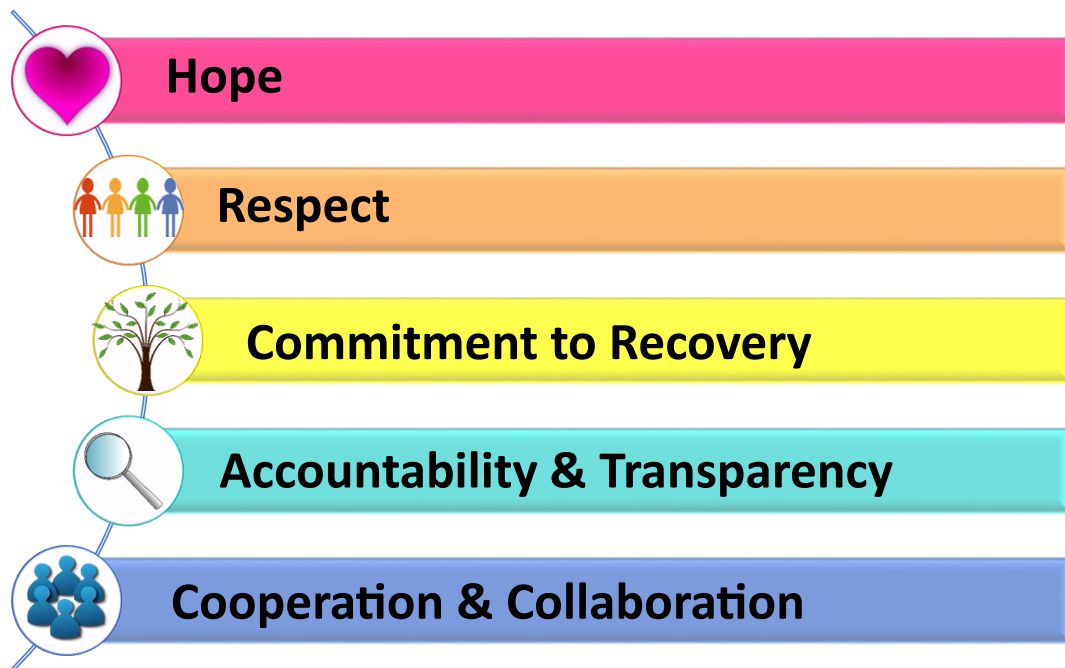 Hope
Respect
Commitment to Recovery
Accountability & Transparency
Cooperation & Collaboration